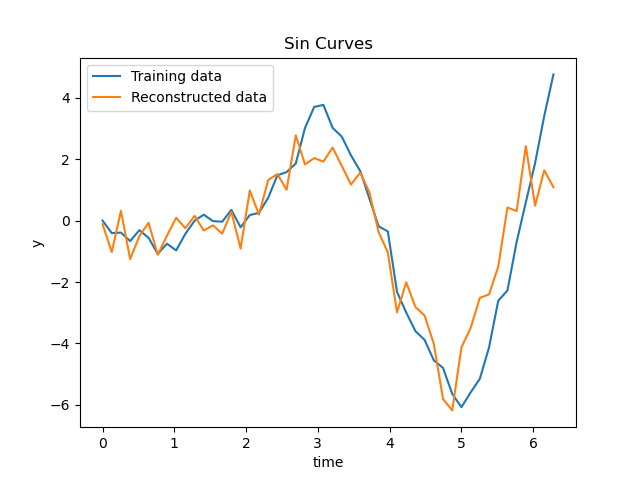 Sin Curves
Training data
Reconstructed data
y
4
2
0
−2
−4
−6
0 1 2 3 4 5 6
time